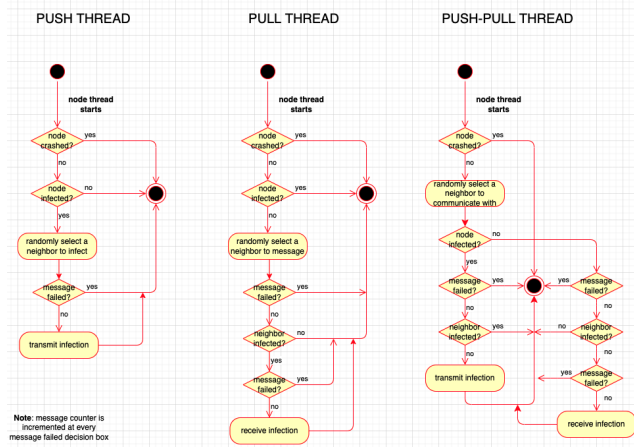 PUSH THREAD
node thread
starts
node
crashed?
yes
no
node
infected?
no
yes
randomly select a
neighbor to infect
message
failed?
yes
no
transmit infection
Note: message counter is
incremented at every
message failed decision box
PULL THREAD
node thread
starts
node
crashed?
yes
no
node
infected?
yes
no
randomly select a
neighbor to message
message
failed?
yes
no
neighbor
infected?
no
yes
message
failed?
yes
no
receive infection
PUSH-PULL THREAD
node thread
starts
node
crashed?
yes
no
randomly select a
neighbor to
communicate with
node
infected?
no
yes
message
failed?
yes
no
neighbor
infected?
yes
no
transmit infection
yes
message
failed?
no
no
neighbor
infected?
yes
yes
message
failed?
no
receive infection